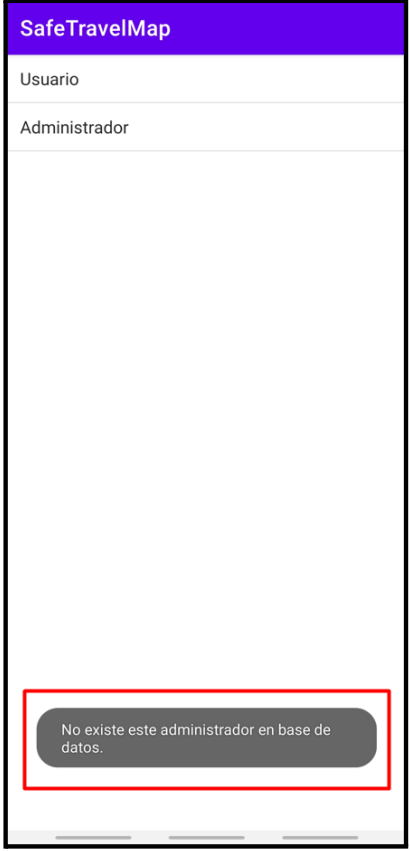 SafeTravelMap
Usuario
Administrador
No existe este administrador en base de
datos.